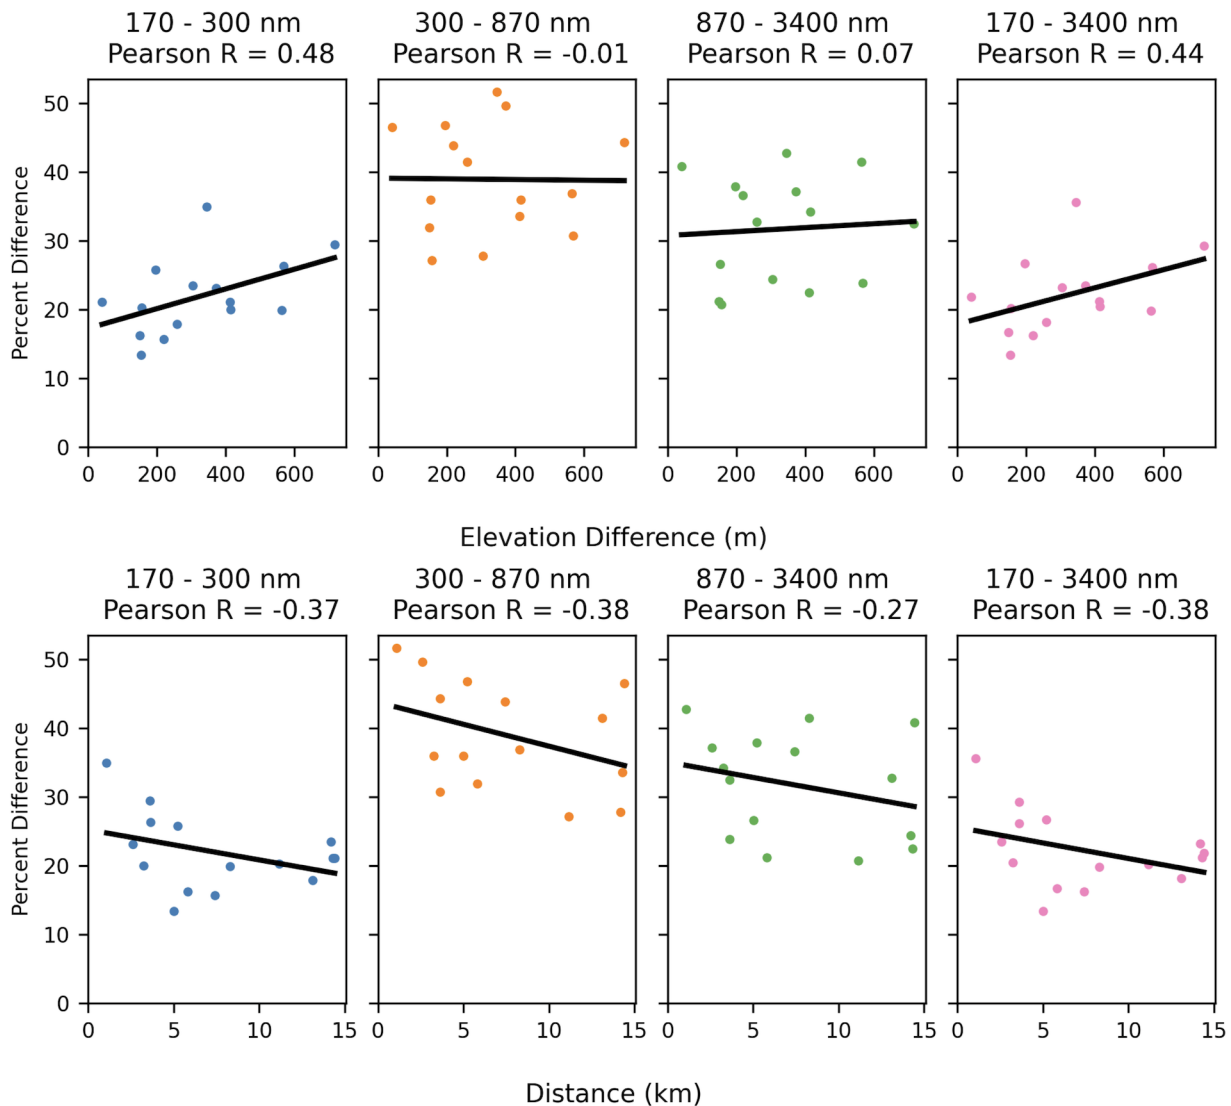 170 - 300 nm 300 - 870 nm 870 - 3400 nm 170 - 3400 nm
Pearson R = 0.48 Pearson R = -0.01 Pearson R = 0.07 Pearson R = 0.44
50
40
30
20
10
0
Percent Difference
0 200 400 600 0 200 400 600 0 200 400 600 0 200 400 600
Elevation Difference (m)
170 - 300 nm 300 - 870 nm 870 - 3400 nm 170 - 3400 nm
Pearson R = -0.37 Pearson R = -0.38 Pearson R = -0.27 Pearson R = -0.38
50
40
30
20
10
0
Percent Difference
0 5 10 15 0 5 10 15 0 5 10 15 0 5 10 15
Distance (km)